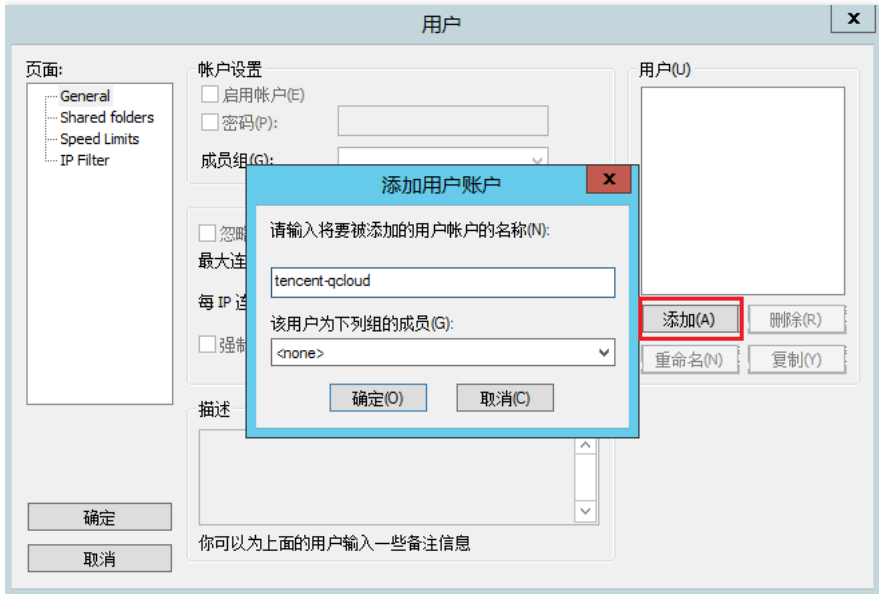 用户
x
页面:
General
Shared folders
Speed Limits
IP Filter
帐户设置
启用帐户(E)
密码(P):
成员组(G):
忽略
最大连
每 IP 连
强制
描述
你可以为上面的用户输入一些备注信息
添加用户账户
x
请输入将要被添加的用户帐户的名称(N):
tencent-qcloud
该用户为下列组的成员(G):
<none>
确定(O)
取消(C)
用户(U)
添加(A)
删除(R)
重命名(N)
复制(Y)
确定
取消